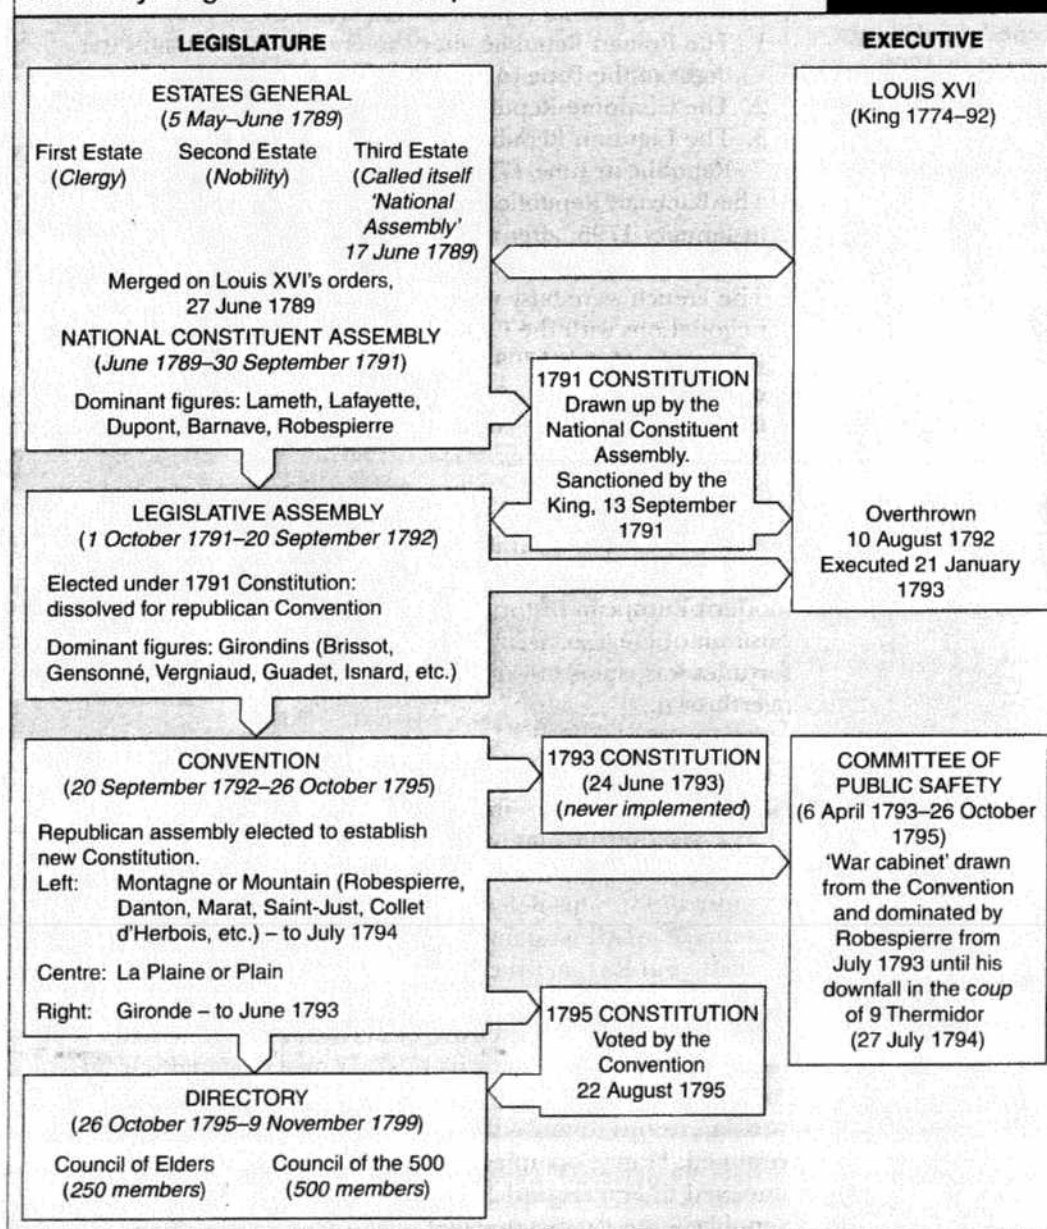 LEGISLATURE
ESTATES GENERAL
(5 May–June 1789)
First Estate
(Clergy)
Second Estate
(Nobility)
Third Estate
(Called itself
'National
Assembly'
17 June 1789)
Merged on Louis XVI's orders,
27 June 1789
NATIONAL CONSTITUENT ASSEMBLY
(June 1789–30 September 1791)
Dominant figures: Lameth, Lafayette,
Dupont, Barnave, Robespierre
EXECUTIVE
LOUIS XVI
(King 1774–92)
1791 CONSTITUTION
Drawn up by the
National Constituent
Assembly.
Sanctioned by the
King, 13 September
1791
Overthrown
10 August 1792
Executed 21 January
1793
LEGISLATIVE ASSEMBLY
(1 October 1791–20 September 1792)
Elected under 1791 Constitution:
dissolved for republican Convention
Dominant figures: Girondins (Brissot,
Gensonné, Vergniaud, Guadet, Isnard, etc.)
CONVENTION
(20 September 1792–26 October 1795)
Republican assembly elected to establish
new Constitution.
Left: Montagne or Mountain (Robespierre,
Danton, Marat, Saint-Just, Collet
d'Herbois, etc.) – to July 1794
Centre: La Plaine or Plain
Right: Gironde – to June 1793
1793 CONSTITUTION
(24 June 1793)
(never implemented)
COMMITTEE OF
PUBLIC SAFETY
(6 April 1793–26 October
1795)
'War cabinet' drawn
from the Convention
and dominated by
Robespierre from
July 1793 until his
downfall in the coup
of 9 Thermidor
(27 July 1794)
1795 CONSTITUTION
Voted by the
Convention
22 August 1795
DIRECTORY
(26 October 1795–9 November 1799)
Council of Elders
(250 members)
Council of the 500
(500 members)